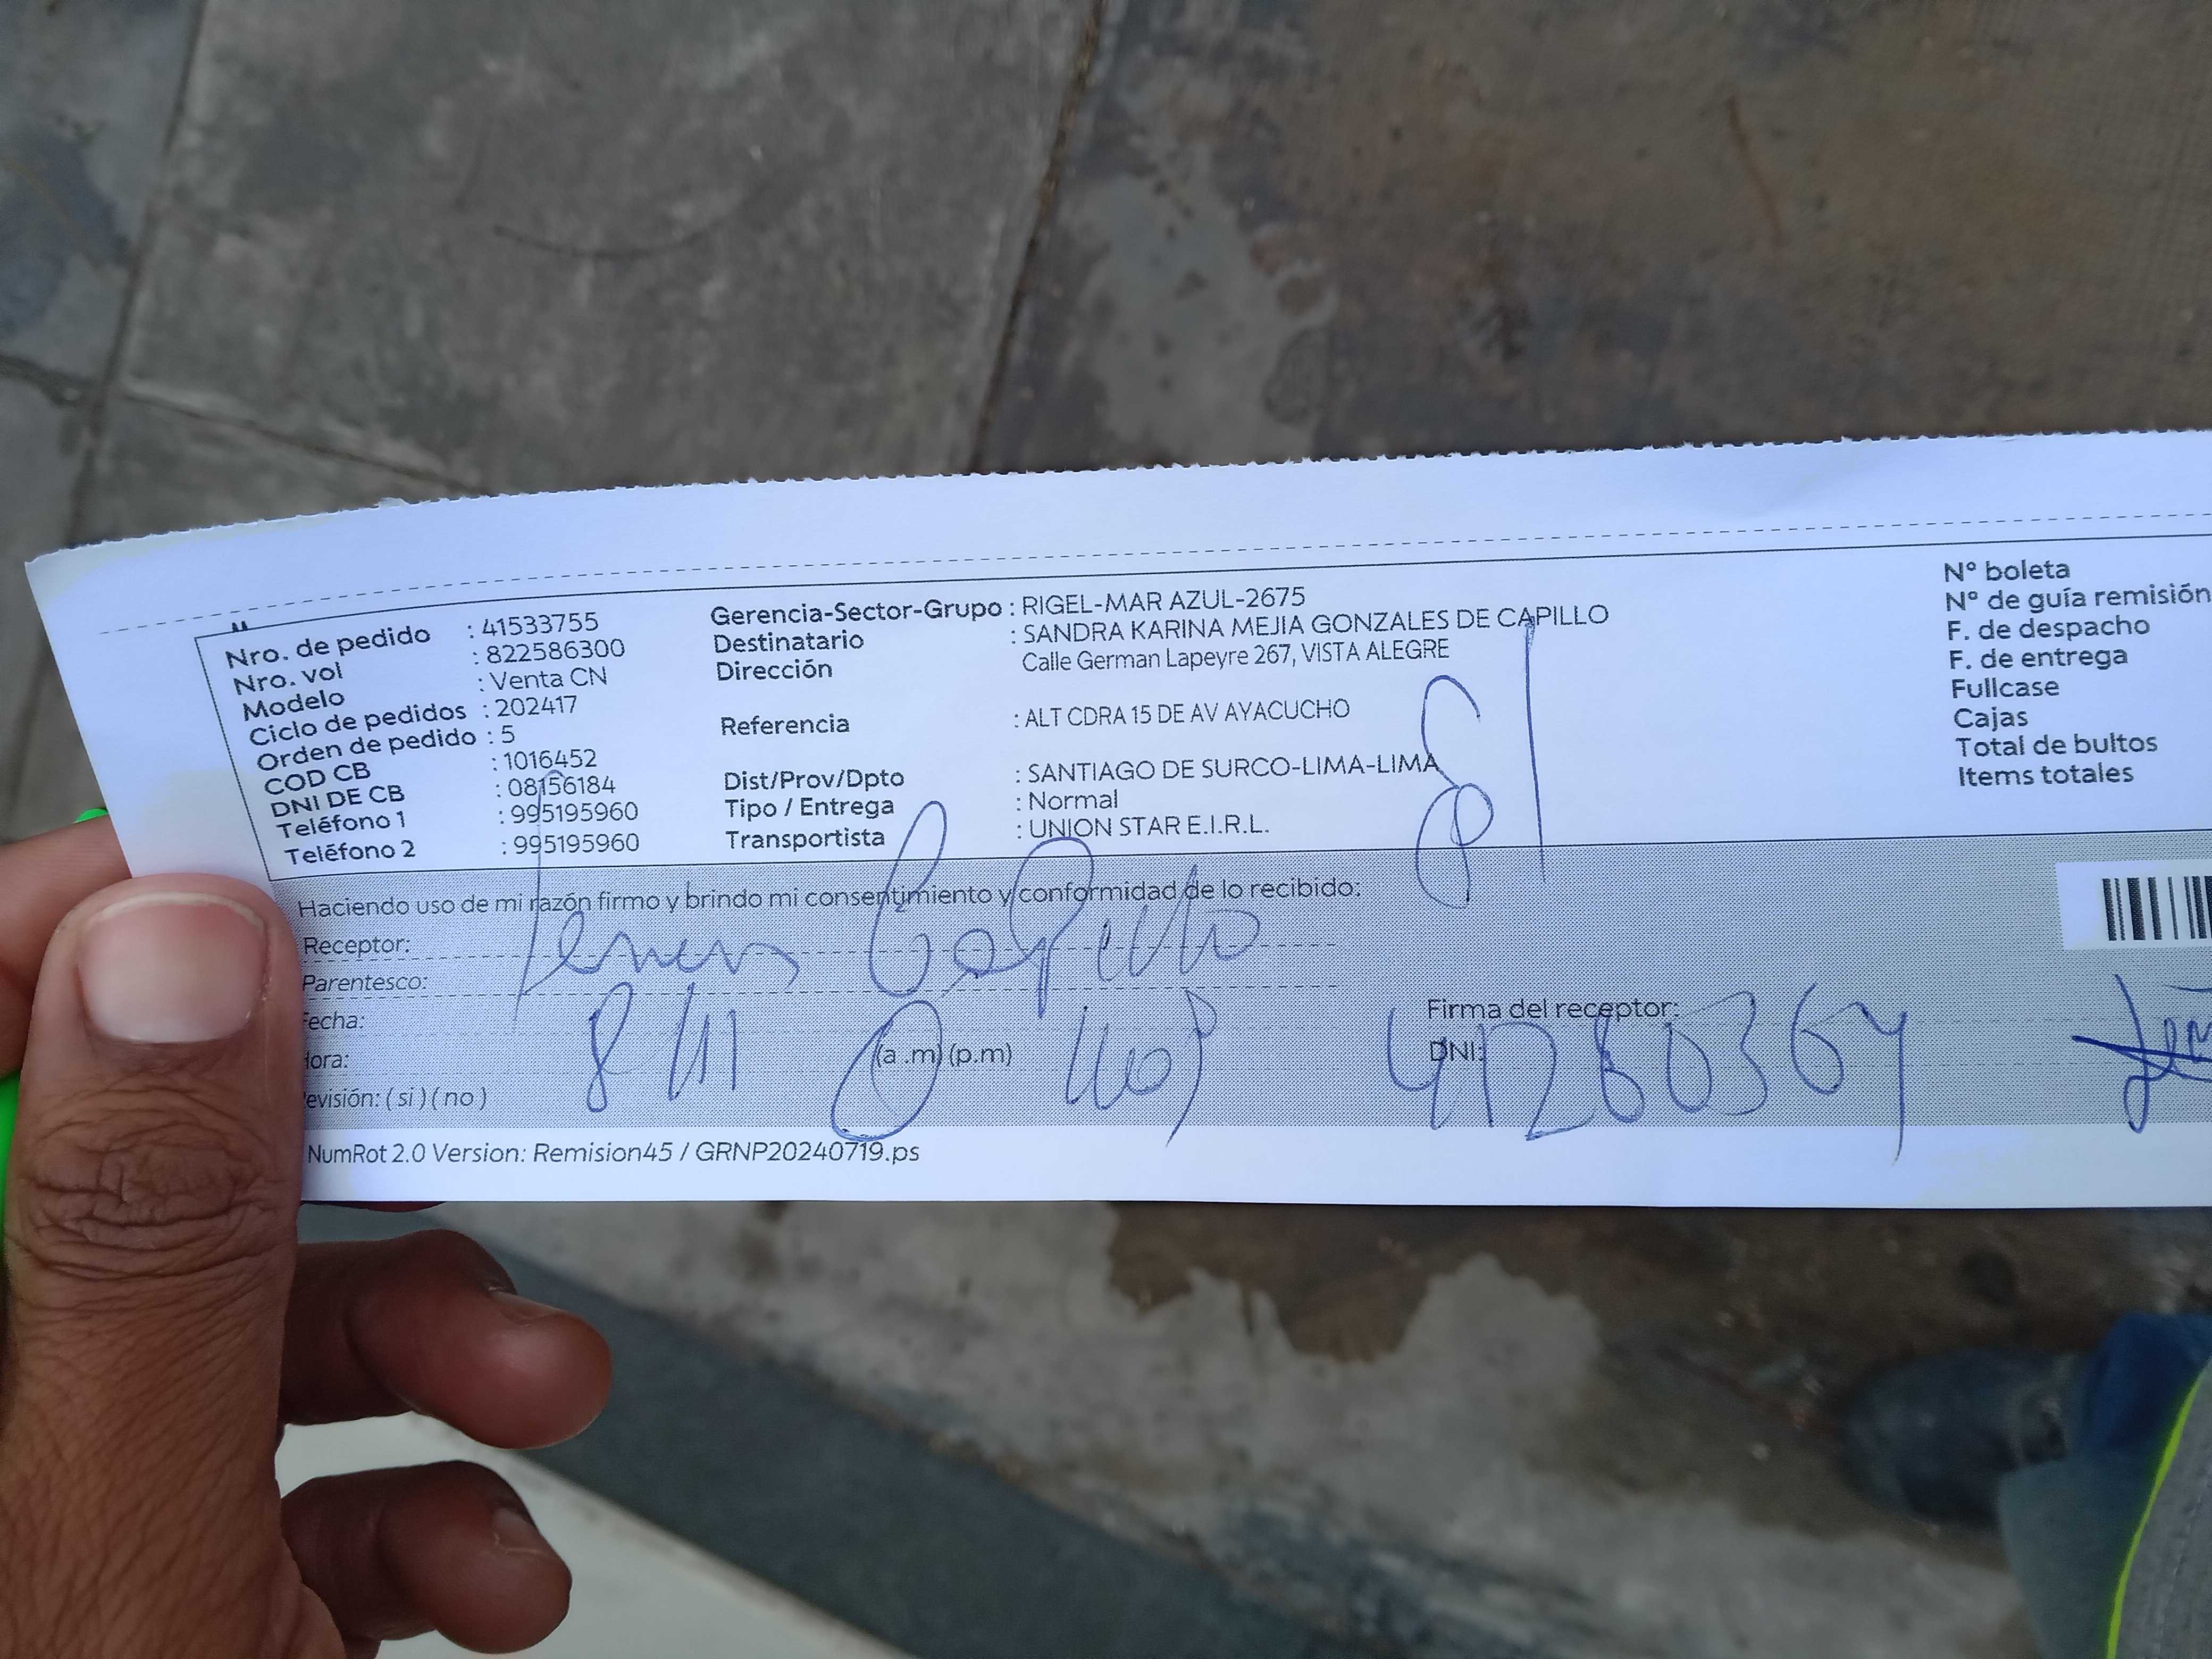 Nro. de pedido : 41533755
Nro. vol : 822586300
Modelo : Venta CN
Ciclo de pedidos : 202417
Orden de pedido : 5
COD CB : 1016452
DNI DE CB : 08156184
Teléfono 1 : 995195960
Teléfono 2 : 995195960
Gerencia-Sector-Grupo : RIGEL-MAR AZUL-2675
Destinatario : SANDRA KARINA MEJIA GONZALES DE CAPILLO
Dirección Calle German Lapeyre 267, VISTA ALEGRE
Referencia : ALT CDRA 15 DE AV AYACUCHO
Dist/Prov/Dpto : SANTIAGO DE SURCO-LIMA-LIMA
Tipo / Entrega : Normal
Transportista : UNION STAR E.I.R.L.
N° boleta
N° de guía remisión
F. de despacho
F. de entrega
Fullcase
Cajas
Total de bultos
Items totales
Haciendo uso de mi razón firmo y brindo mi consentimiento y conformidad de lo recibido:
Receptor: Capillo
Parentesco:
Fecha: 8/11
Hora: (a .m) (p.m)
evisión: ( si ) ( no )
Firma del receptor:
DNI:
NumRot 2.0 Version: Remision45 / GRNP20240719.ps